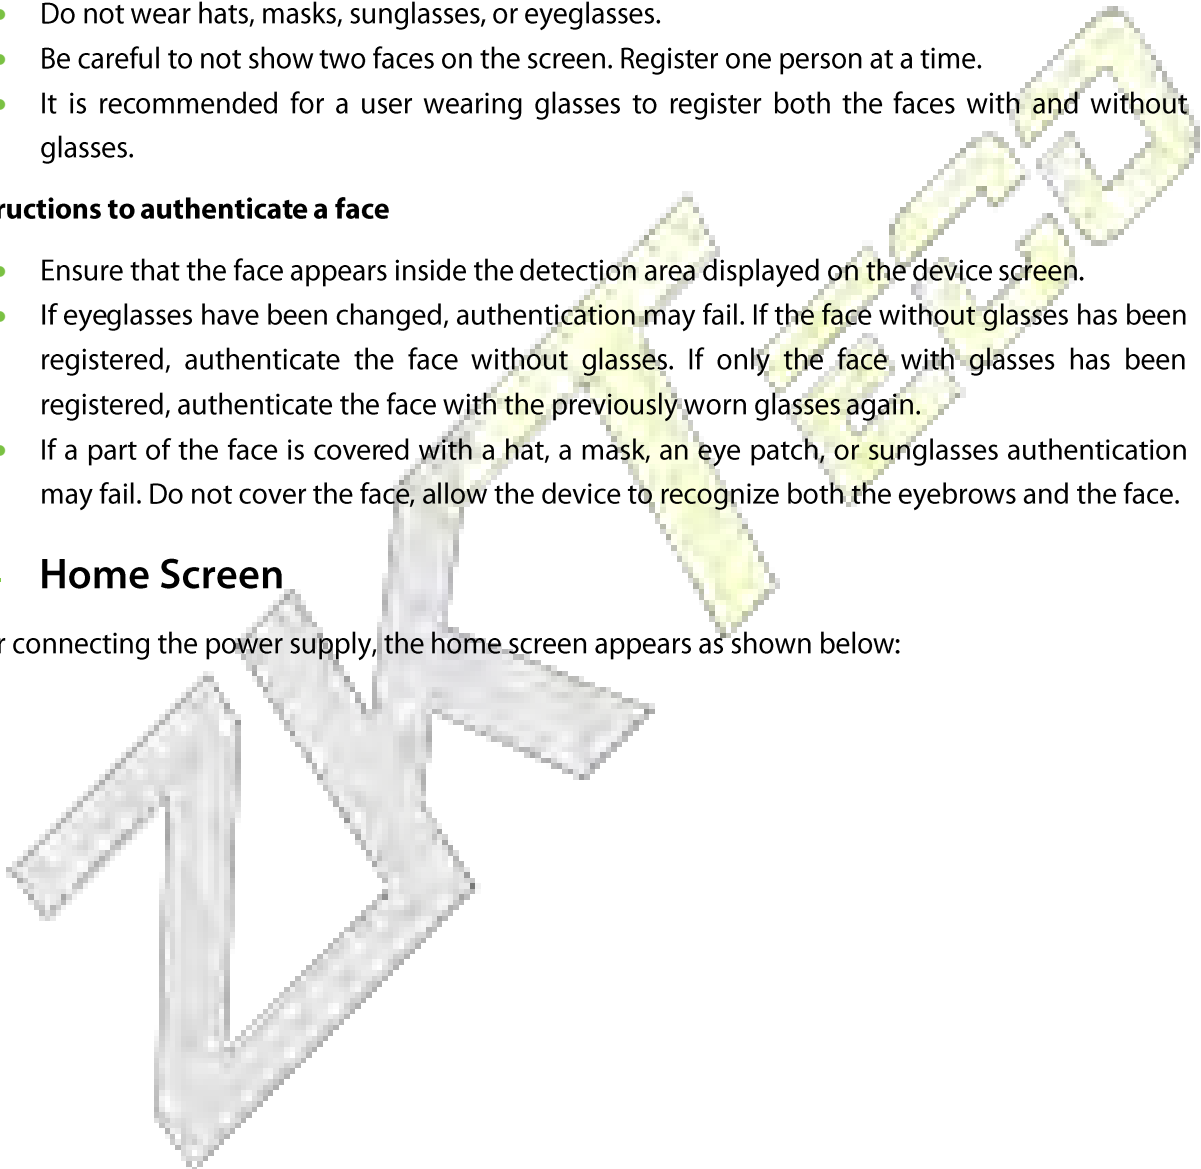 Do not wear hats, masks, sunglasses, or eyeglasses.
Be careful to not show two faces on the screen. Register one person at a time.
It is recommended for a user wearing glasses to register both the faces with and without
glasses.
ructions to authenticate a face
Ensure that the face appears inside the detection area displayed on the device screen.
If eyeglasses have been changed, authentication may fail. If the face without glasses has been
registered, authenticate the face without glasses. If only the face with glasses has been
registered, authenticate the face with the previously worn glasses again.
If a part of the face is covered with a hat, a mask, an eye patch, or sunglasses authentication
may fail. Do not cover the face, allow the device to recognize both the eyebrows and the face.
Home Screen
r connecting the power supply, the home screen appears as shown below:
ZKTECO